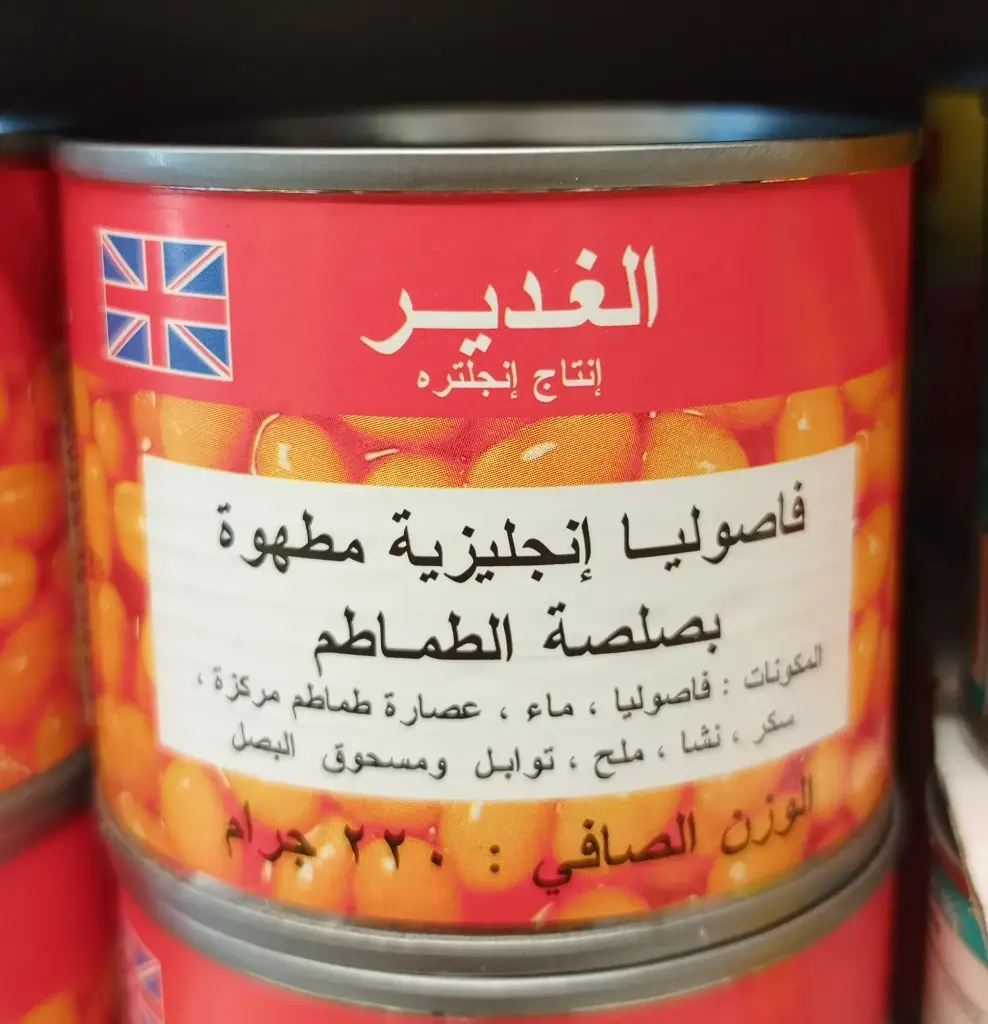 الغدير
إنتاج إنجلتره
فاصوليا إنجليزية مطهوة
بصلصة الطماطم
المكونات : فاصوليا ، ماء ، عصارة طماطم مركزة ،
سكر ، نشا ، ملح ، توابل ومسحوق البصل
الوزن الصافي : ٢٢٠ جرام